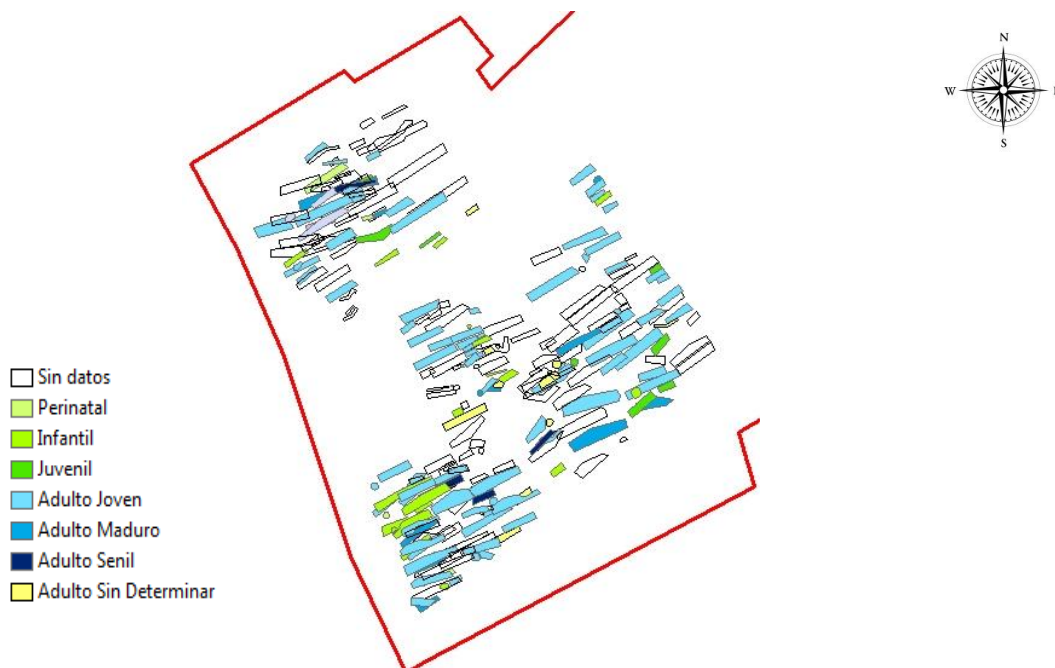 N
W
S
Sin datos
Perinatal
Infantil
Juvenil
Adulto Joven
Adulto Maduro
Adulto Senil
Adulto Sin Determinar